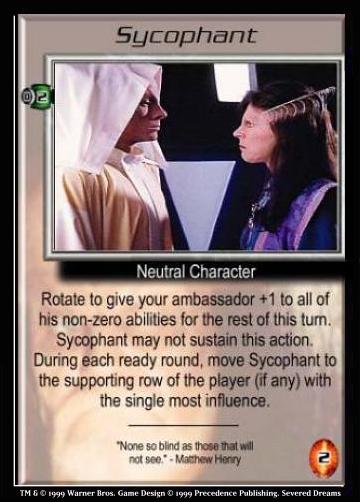 Sycophant
0 2
Neutral Character
Rotate to give your ambassador +1 to all of
his non-zero abilities for the rest of this turn.
Sycophant may not sustain this action.
During each ready round, move Sycophant to
the supporting row of the player (if any) with
the single most influence.
"None so blind as those that will
not see." - Matthew Henry
2
TM & © 1999 Warner Bros. Game Design © 1999 Precedence Publishing. Severed Dreams